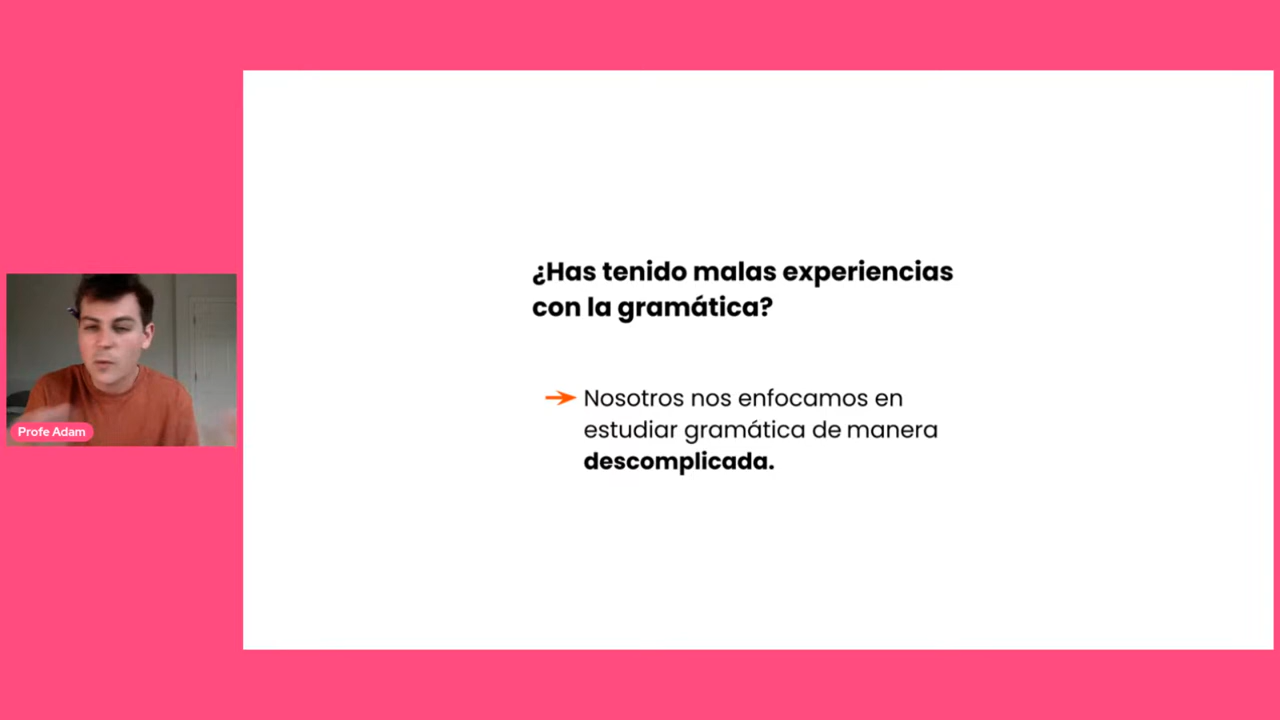 ¿Has tenido malas experiencias
con la gramática?
Nosotros nos enfocamos en
estudiar gramática de manera
descomplicada.
Profe Adam